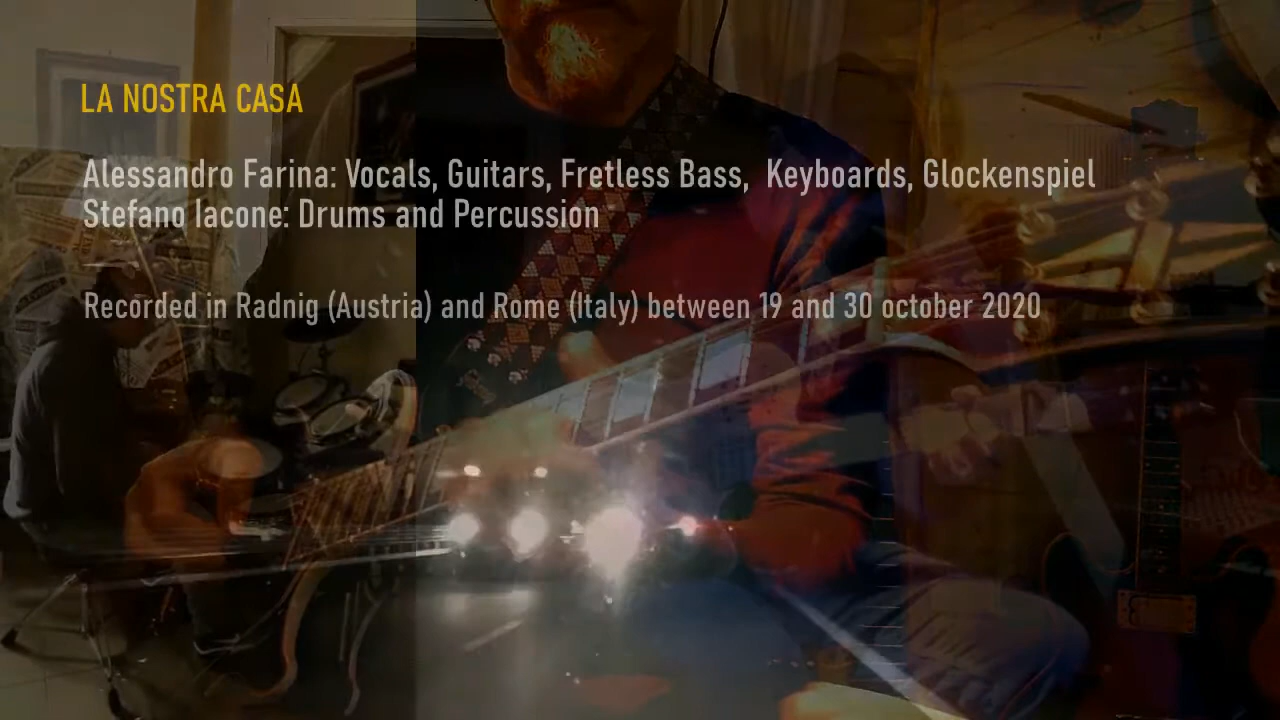 LA NOSTRA CASA
Alessandro Farina: Vocals, Guitars, Fretless Bass,  Keyboards, Glockenspiel
Stefano Iacone: Drums and Percussion
Recorded in Radnig (Austria) and Rome (Italy) between 19 and 30 october 2020